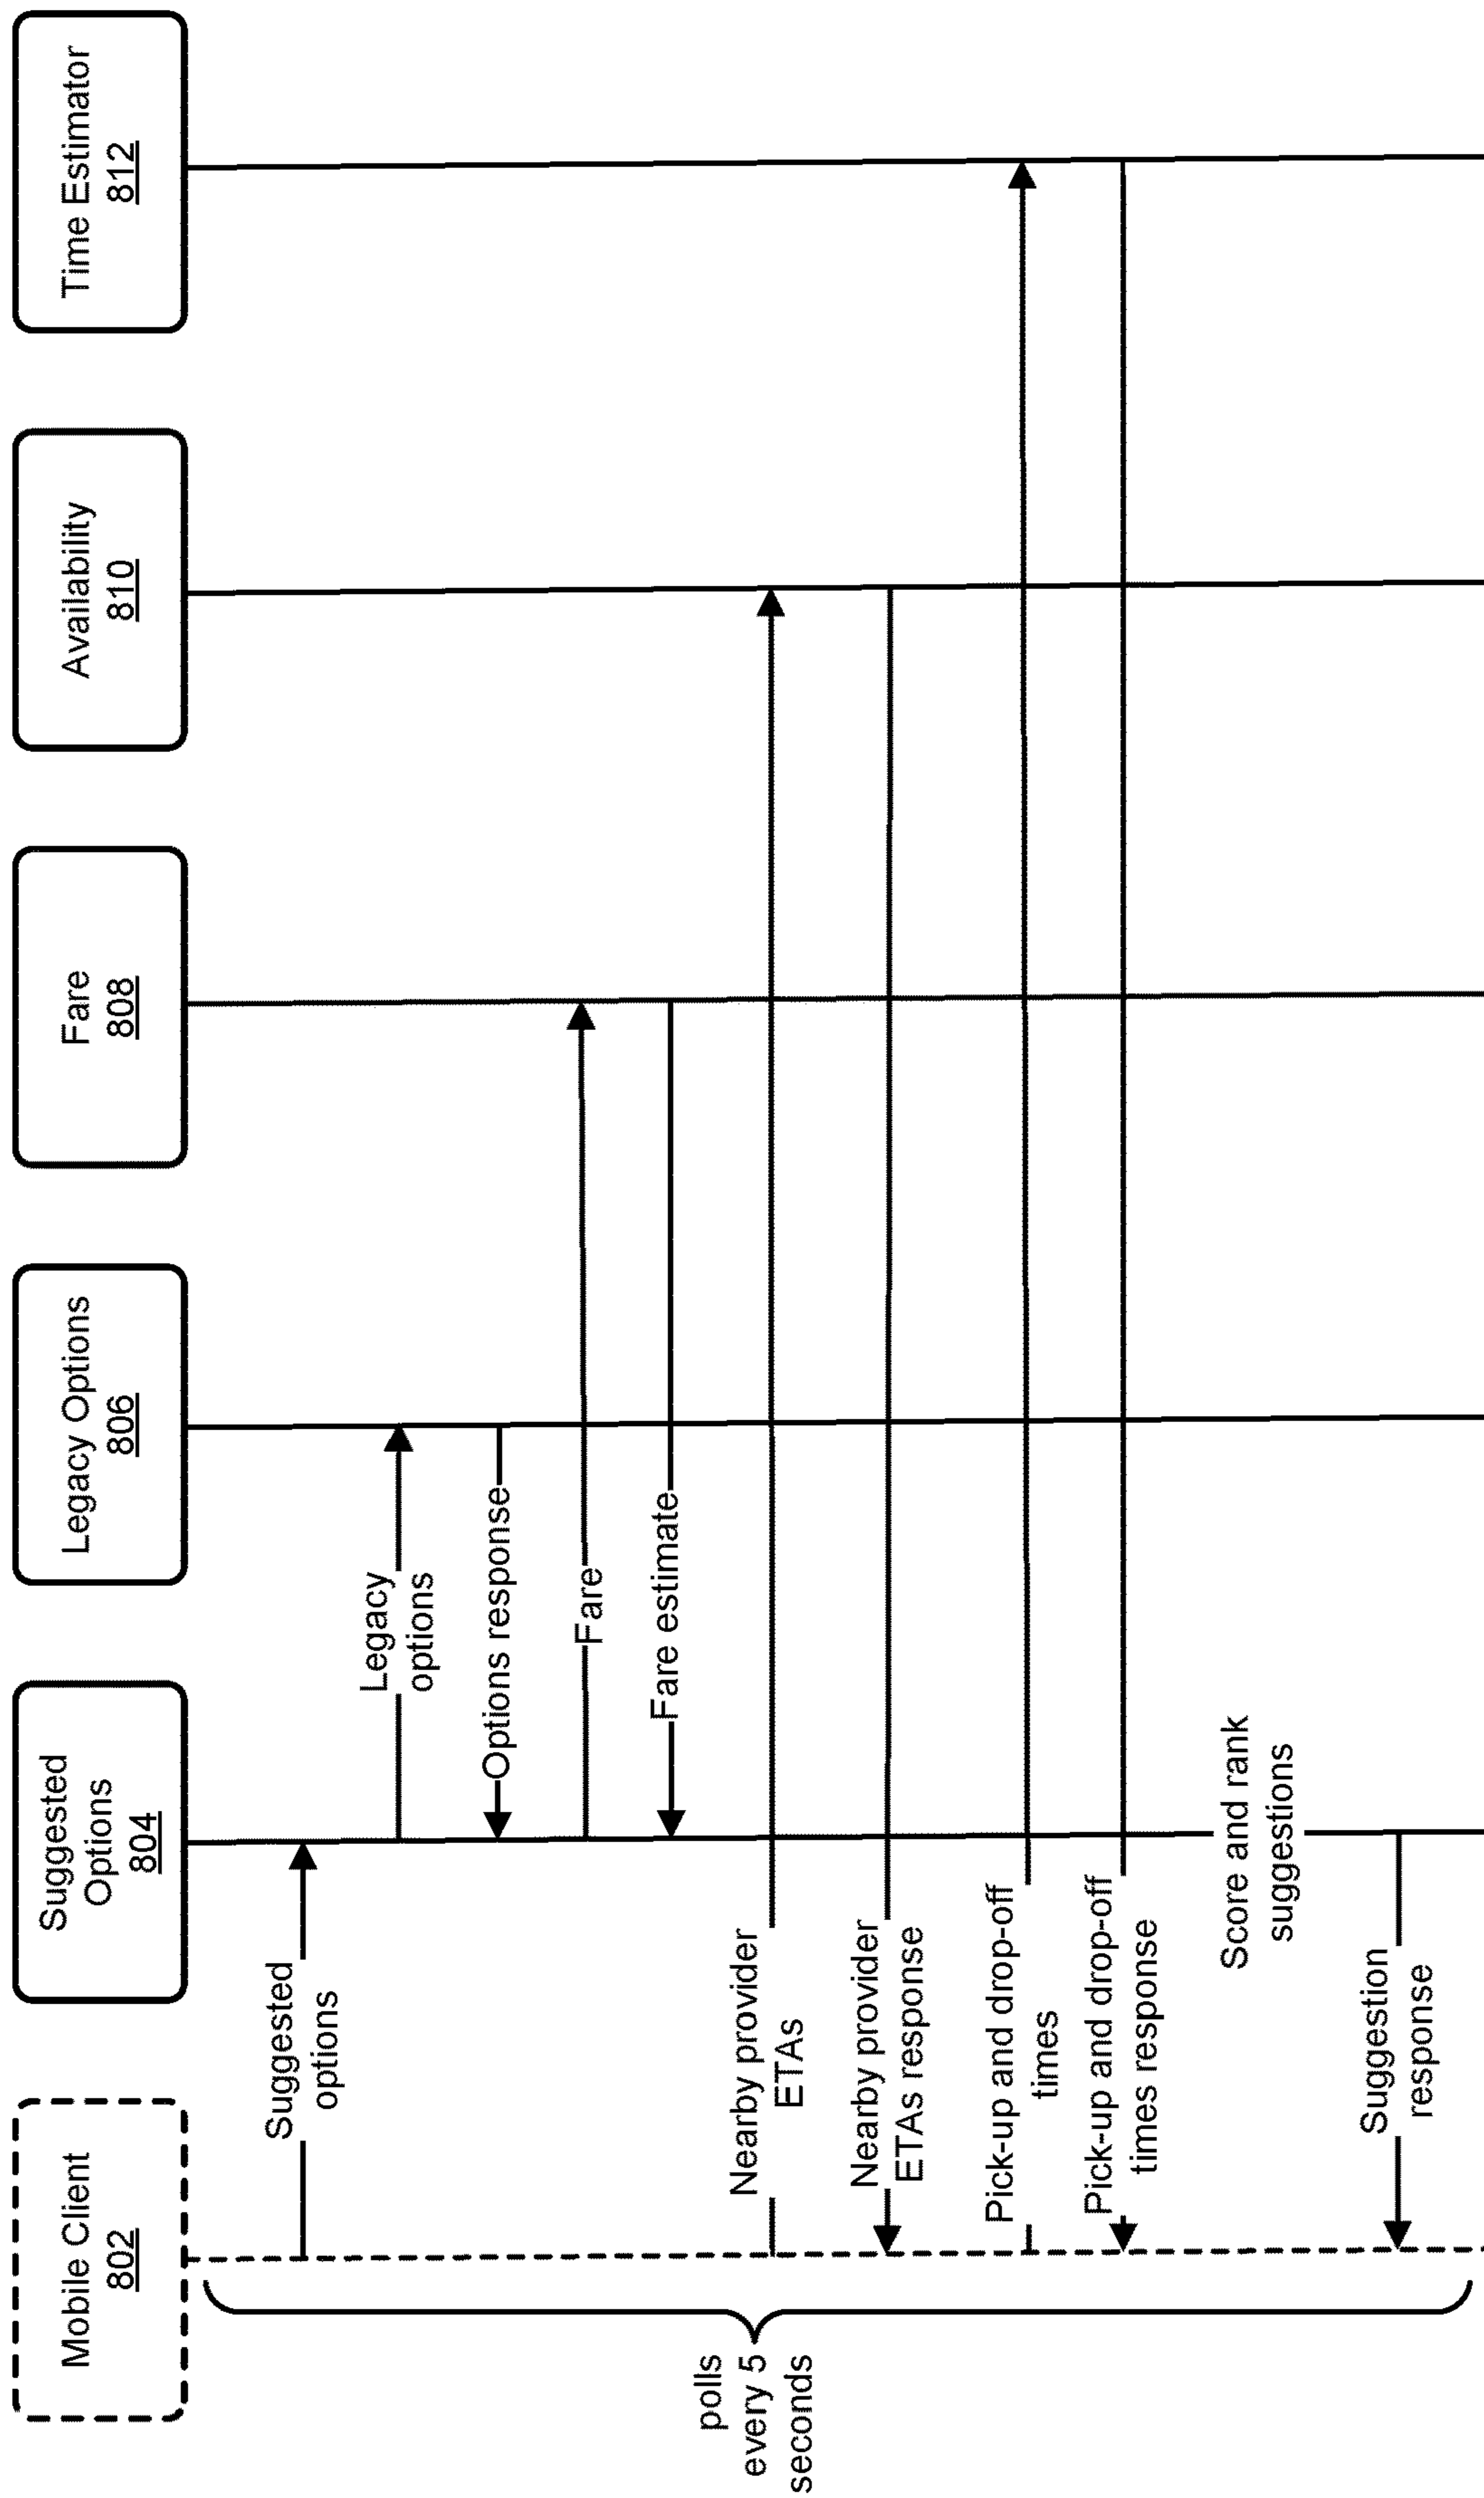 Mobile Client
802
Suggested
Options
804
Legacy Options
806
Fare
808
Availability
810
Time Estimator
812
Suggested
options
Legacy
options
Options response
Fare
Fare estimate
Nearby provider
ETAs
Nearby provider
ETAs response
Pick-up and drop-off
times
Pick-up and drop-off
times response
Score and rank
suggestions
Suggestion
response
polls
every 5
seconds